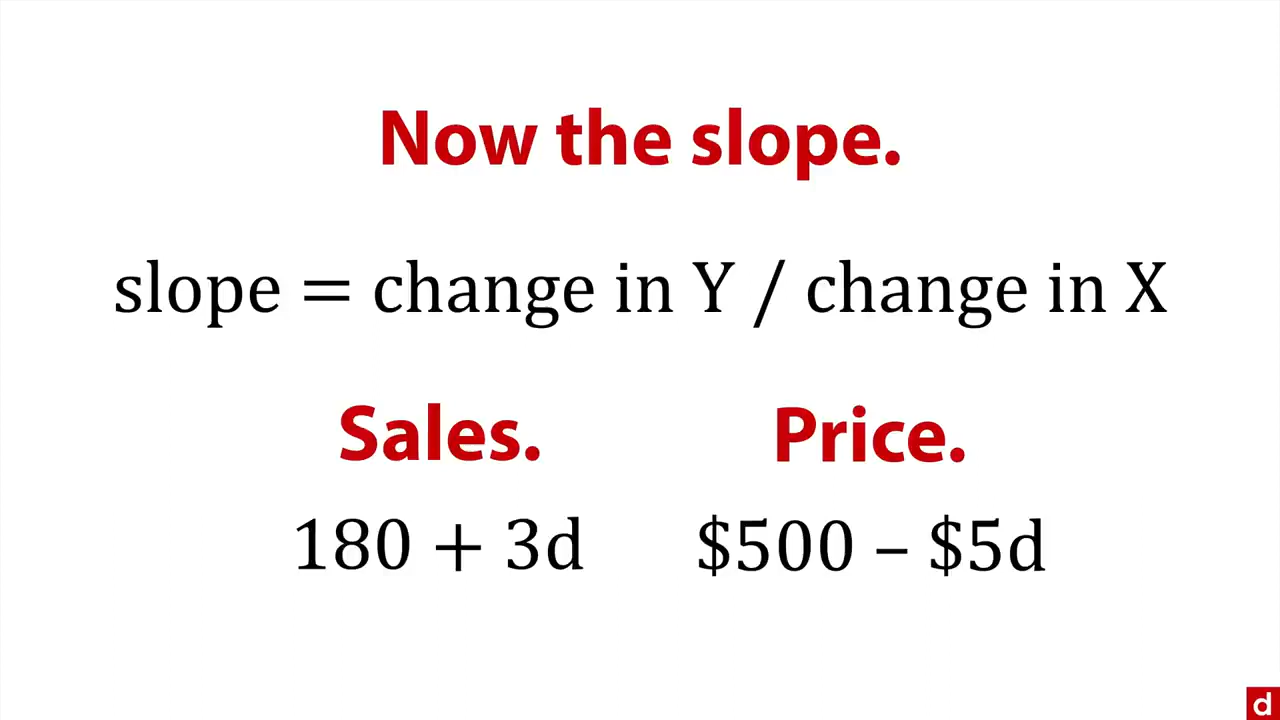 Now the slope.
slope = change in Y / change in X
Sales. Price.
180 + 3d $500 – $5d
d